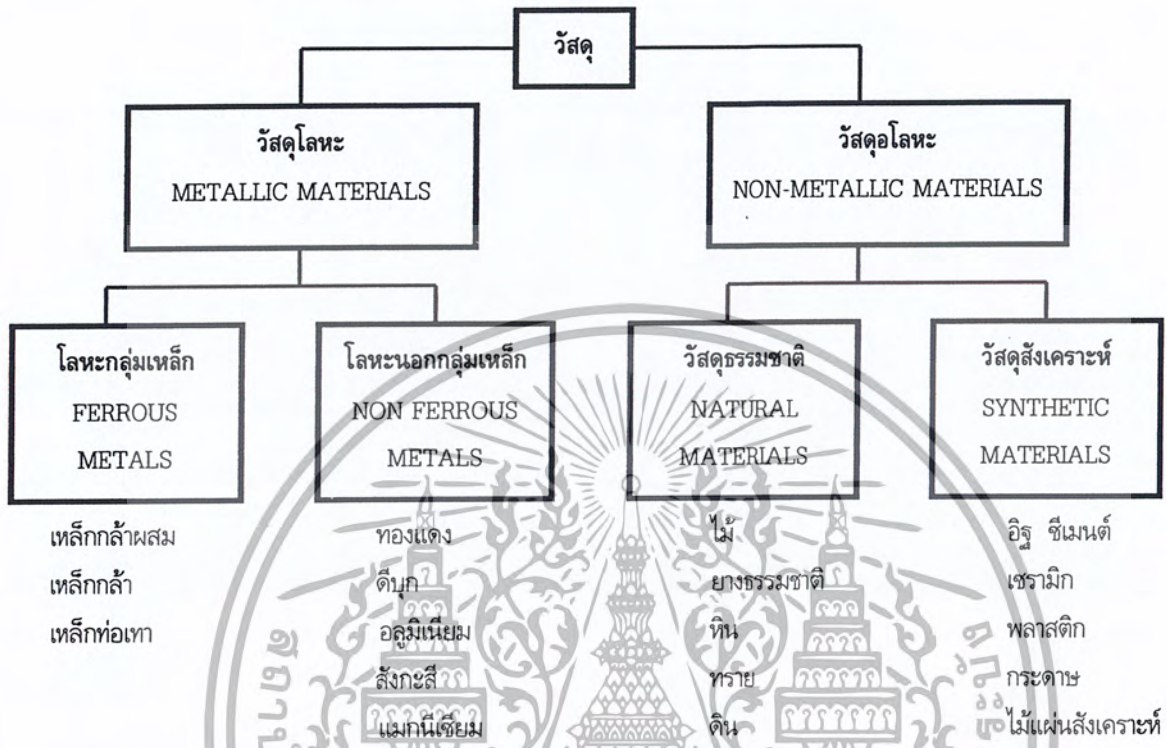 วัสดุ
วัสดุโลหะ
METALLIC MATERIALS
วัสดุอโลหะ
NON-METALLIC MATERIALS
โลหะกลุ่มเหล็ก
FERROUS
METALS
โลหะนอกกลุ่มเหล็ก
NON FERROUS
METALS
วัสดุธรรมชาติ
NATURAL
MATERIALS
วัสดุสังเคราะห์
SYNTHETIC
MATERIALS
เหล็กกล้าผสม
เหล็กกล้า
เหล็กท่อเทา
ทองแดง
ดีบุก
อลูมิเนียม
สังกะสี
แมกนีเซียม
ไม้
ยางธรรมชาติ
หิน
ทราย
ดิน
อิฐ ซีเมนต์
เซรามิก
พลาสติก
กระดาษ
ไม้แผ่นสังเคราะห์